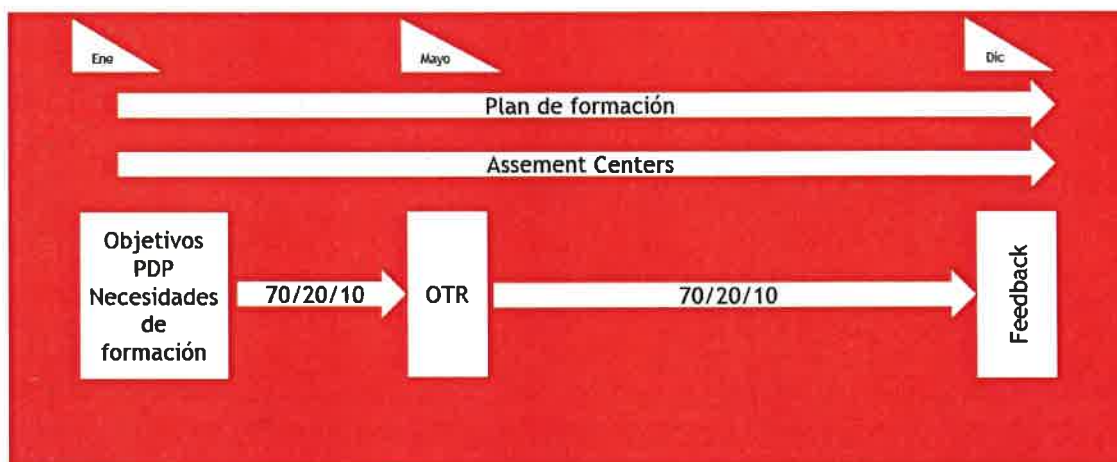 Ene
Mayo
Dic
Plan de formación
Assement Centers
Objetivos
PDP
Necesidades
de
formación
70/20/10
OTR
70/20/10
Feedback